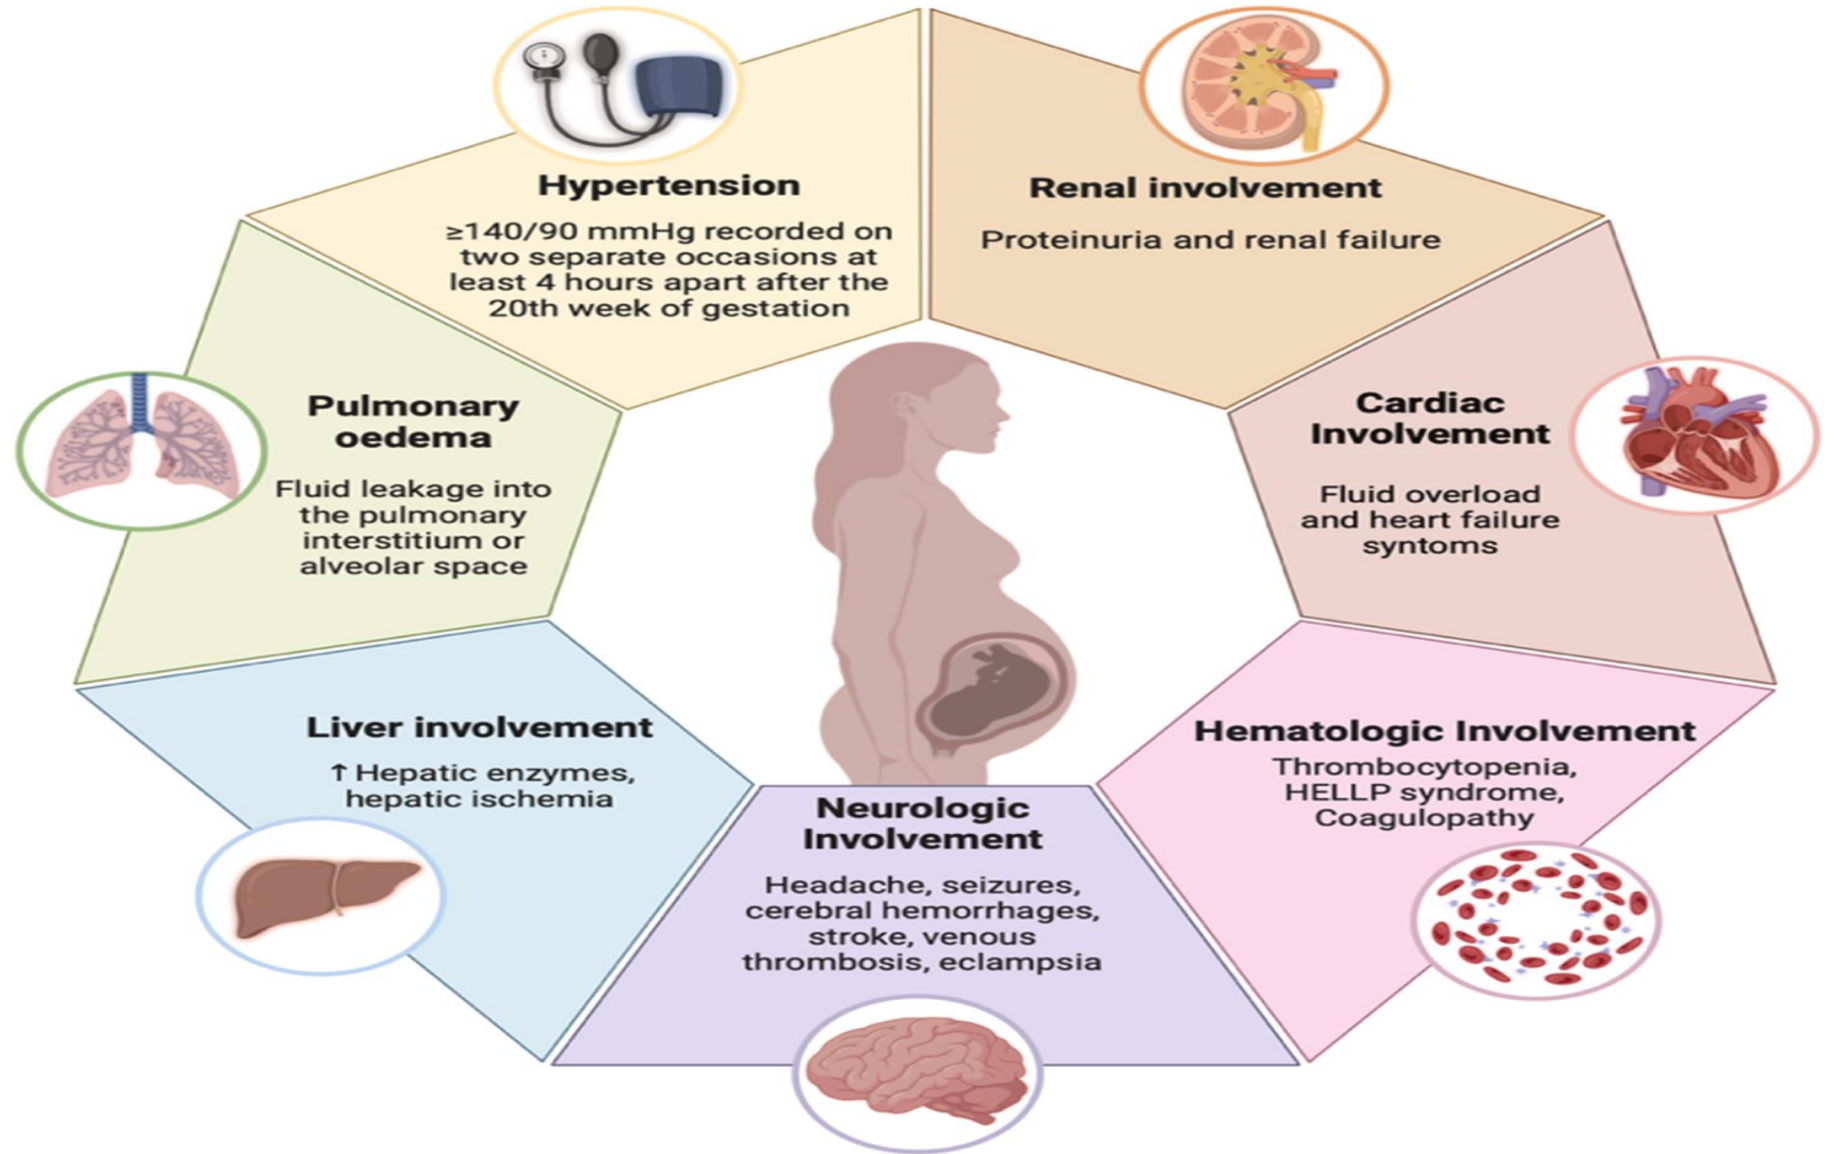 Hypertension
≥140/90 mmHg recorded on
two separate occasions at
least 4 hours apart after the
20th week of gestation
Renal involvement
Proteinuria and renal failure
Cardiac
Involvement
Fluid overload
and heart failure
syntoms
Hematologic Involvement
Thrombocytopenia,
HELLP syndrome,
Coagulopathy
Neurologic
Involvement
Headache, seizures,
cerebral hemorrhages,
stroke, venous
thrombosis, eclampsia
Liver involvement
↑ Hepatic enzymes,
hepatic ischemia
Pulmonary
oedema
Fluid leakage into
the pulmonary
interstitium or
alveolar space